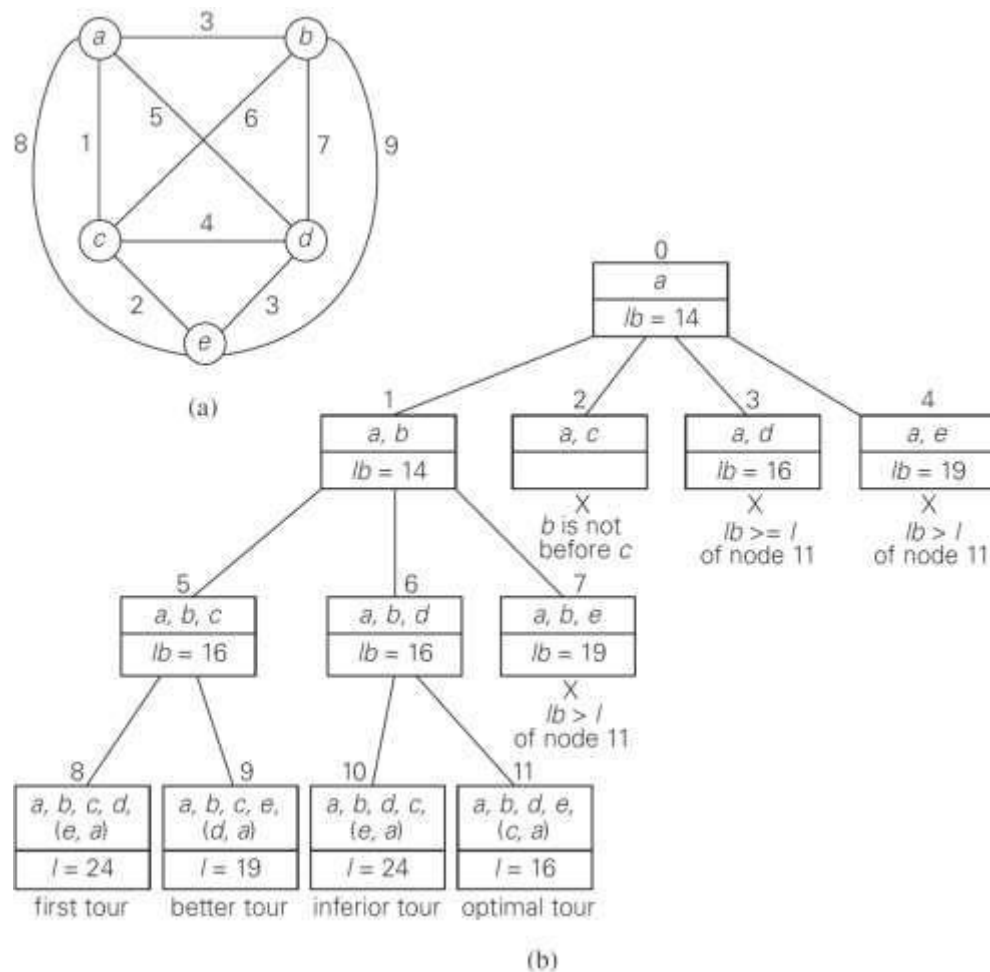 a 3 b
8 1 5 6 7 9
c 4 d
2 3
e
(a)
0
a
lb = 14
1 2 3 4
a, b a, c a, d a, e
lb = 14 lb = 16 lb = 19
X X X
b is not lb >= l lb > l
before c of node 11 of node 11
5 6 7
a, b, c a, b, d a, b, e
lb = 16 lb = 16 lb = 19
X
lb > l
of node 11
8 9 10 11
a, b, c, d, a, b, c, e, a, b, d, c, a, b, d, e,
(e, a) (d, a) (e, a) (c, a)
l = 24 l = 19 l = 24 l = 16
first tour better tour inferior tour optimal tour
(b)